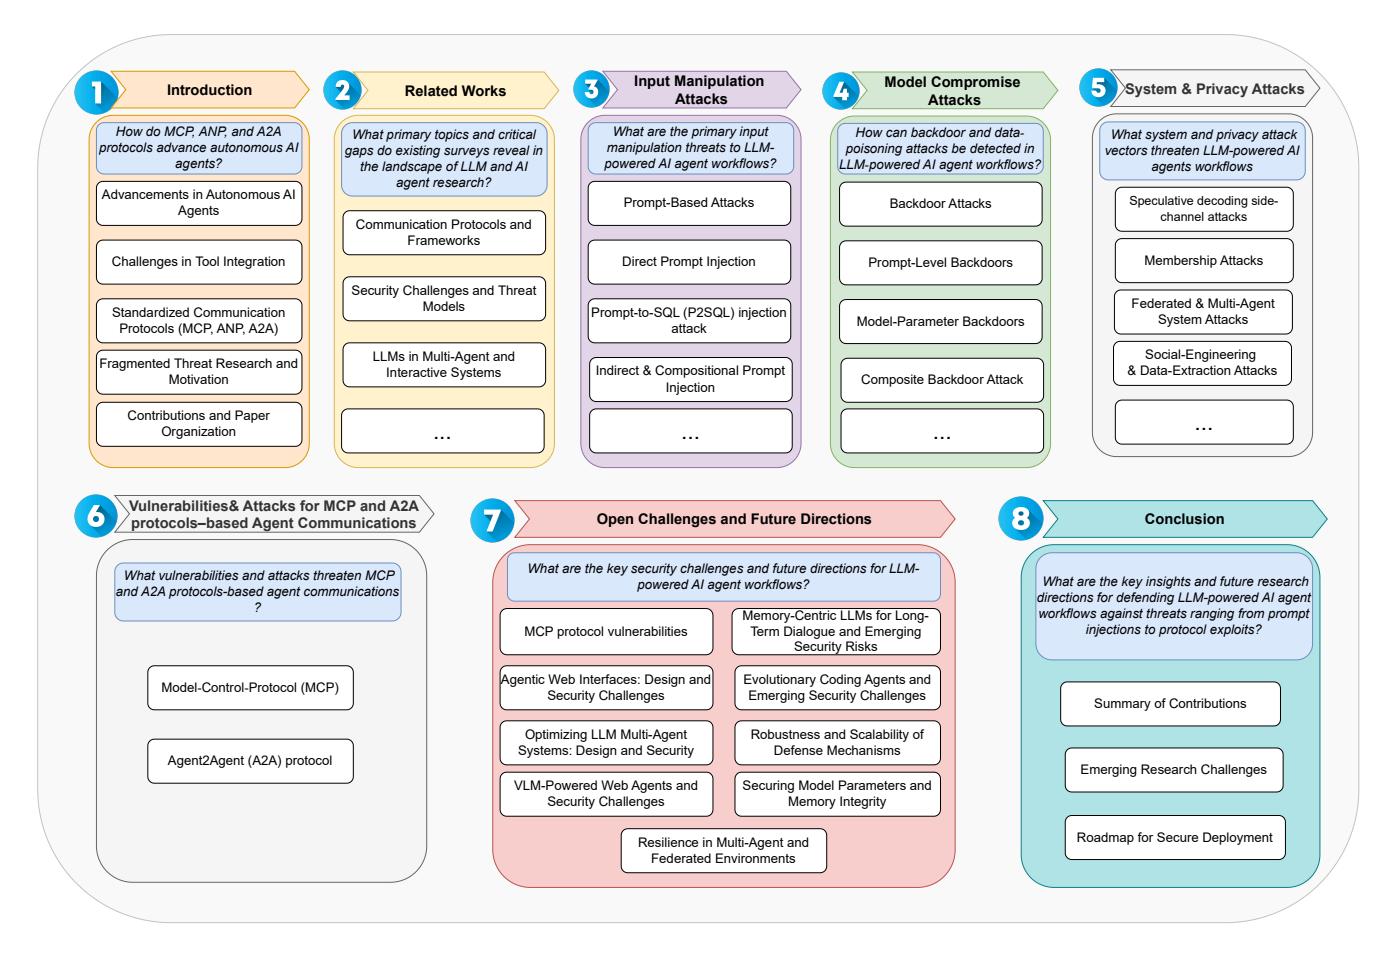 1
Introduction
How do MCP, ANP, and A2A
protocols advance autonomous AI
agents?
Advancements in Autonomous AI
Agents
Challenges in Tool Integration
Standardized Communication
Protocols (MCP, ANP, A2A)
Fragmented Threat Research and
Motivation
Contributions and Paper
Organization
2
Related Works
What primary topics and critical
gaps do existing surveys reveal in
the landscape of LLM and AI
agent research?
Communication Protocols and
Frameworks
Security Challenges and Threat
Models
LLMs in Multi-Agent and
Interactive Systems
...
3
Input Manipulation
Attacks
What are the primary input
manipulation threats to LLM-
powered AI agent workflows?
Prompt-Based Attacks
Direct Prompt Injection
Prompt-to-SQL (P2SQL) injection
attack
Indirect & Compositional Prompt
Injection
...
4
Model Compromise
Attacks
How can backdoor and data-
poisoning attacks be detected in
LLM-powered AI agent workflows?
Backdoor Attacks
Prompt-Level Backdoors
Model-Parameter Backdoors
Composite Backdoor Attack
...
5
System & Privacy Attacks
What system and privacy attack
vectors threaten LLM-powered AI
agents workflows
Speculative decoding side-
channel attacks
Membership Attacks
Federated & Multi-Agent
System Attacks
Social-Engineering
& Data-Extraction Attacks
...
6
Vulnerabilities& Attacks for MCP and A2A
protocols–based Agent Communications
What vulnerabilities and attacks threaten MCP
and A2A protocols-based agent communications
?
Model-Control-Protocol (MCP)
Agent2Agent (A2A) protocol
7
Open Challenges and Future Directions
What are the key security challenges and future directions for LLM-
powered AI agent workflows?
MCP protocol vulnerabilities
Memory-Centric LLMs for Long-
Term Dialogue and Emerging
Security Risks
Agentic Web Interfaces: Design and
Security Challenges
Evolutionary Coding Agents and
Emerging Security Challenges
Optimizing LLM Multi-Agent
Systems: Design and Security
Robustness and Scalability of
Defense Mechanisms
VLM-Powered Web Agents and
Security Challenges
Securing Model Parameters and
Memory Integrity
Resilience in Multi-Agent and
Federated Environments
8
Conclusion
What are the key insights and future research
directions for defending LLM-powered AI agent
workflows against threats ranging from prompt
injections to protocol exploits?
Summary of Contributions
Emerging Research Challenges
Roadmap for Secure Deployment